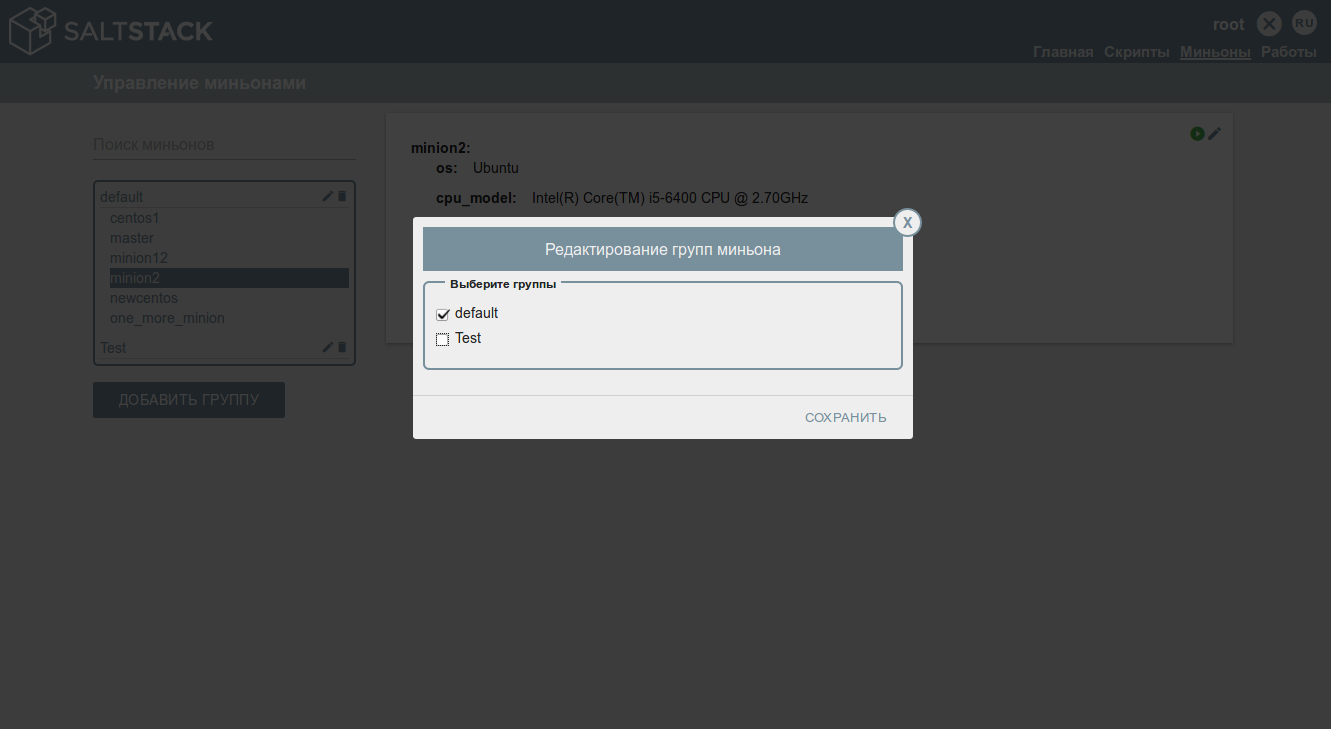 SALTSTACK
root
RU
Главная Скрипты Миньоны Работы
Управление миньонами
Поиск миньонов
default
centos1
master
minion12
minion2
newcentos
one_more_minion
Test
ДОБАВИТЬ ГРУППУ
minion2:
os: Ubuntu
cpu_model: Intel(R) Core(TM) i5-6400 CPU @ 2.70GHz
X
Редактирование групп миньона
Выберите группы
default
Test
СОХРАНИТЬ